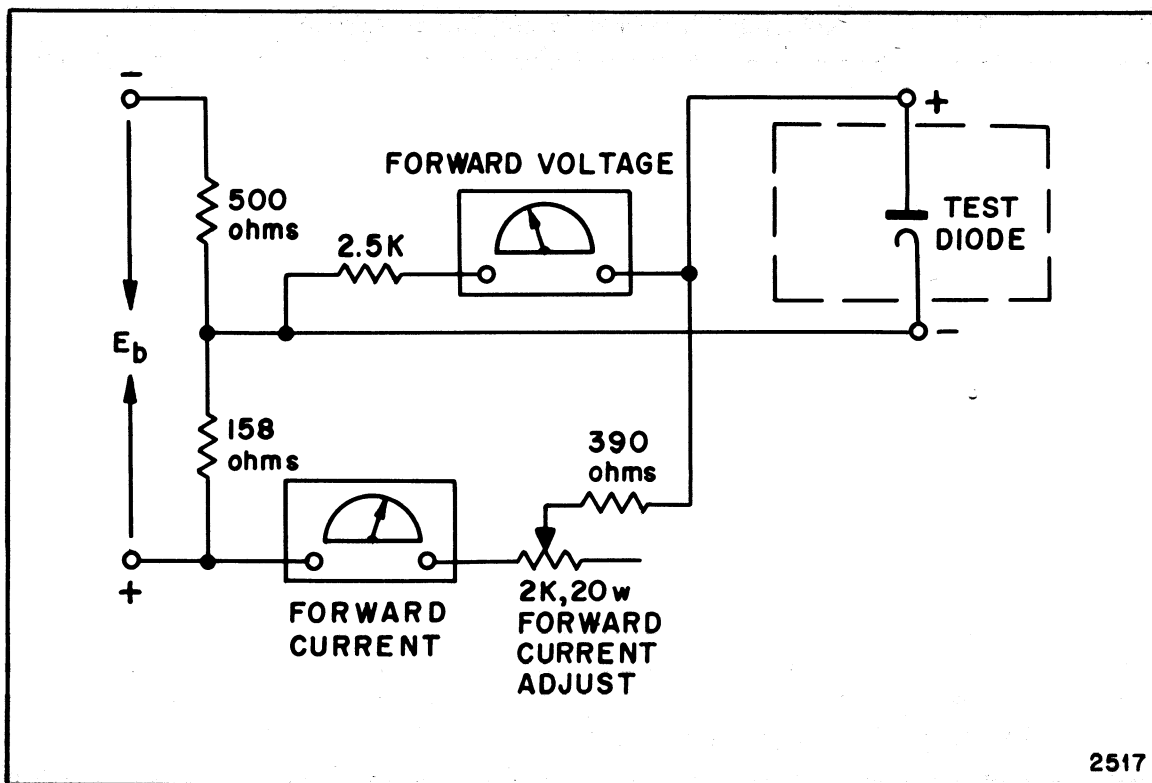 −
+
FORWARD VOLTAGE
500
ohms
2.5K
TEST
DIODE
−
Eb
158
ohms
390
ohms
+
2K, 20w
FORWARD
CURRENT
ADJUST
FORWARD
CURRENT
2517